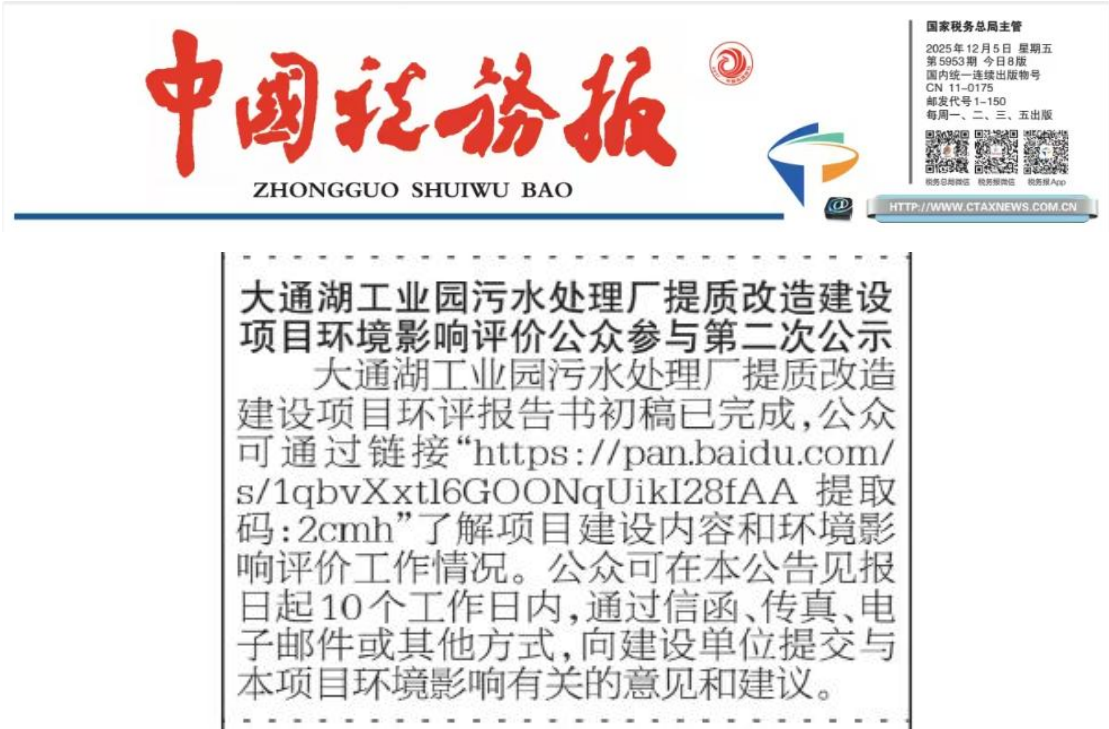 中国税务报
ZHONGGUO SHUIWU BAO
国家税务总局主管
2025年12月5日 星期五
第5953期 今日8版
国内统一连续出版物号
CN 11-0175
邮发代号1-150
每周一、二、三、五出版
税务总局微信 税务报微信 税务报App
HTTP://WWW.CTAXNEWS.COM.CN
大通湖工业园污水处理厂提质改造建设
项目环境影响评价公众参与第二次公示
大通湖工业园污水处理厂提质改造
建设项目环评报告书初稿已完成,公众
可通过链接“https://pan.baidu.com/
s/1qbvXxtl6GOONqUikI28fAA 提取
码:2cmh”了解项目建设内容和环境影
响评价工作情况。公众可在本公告见报
日起10个工作日内,通过信函、传真、电
子邮件或其他方式,向建设单位提交与
本项目环境影响有关的意见和建议。